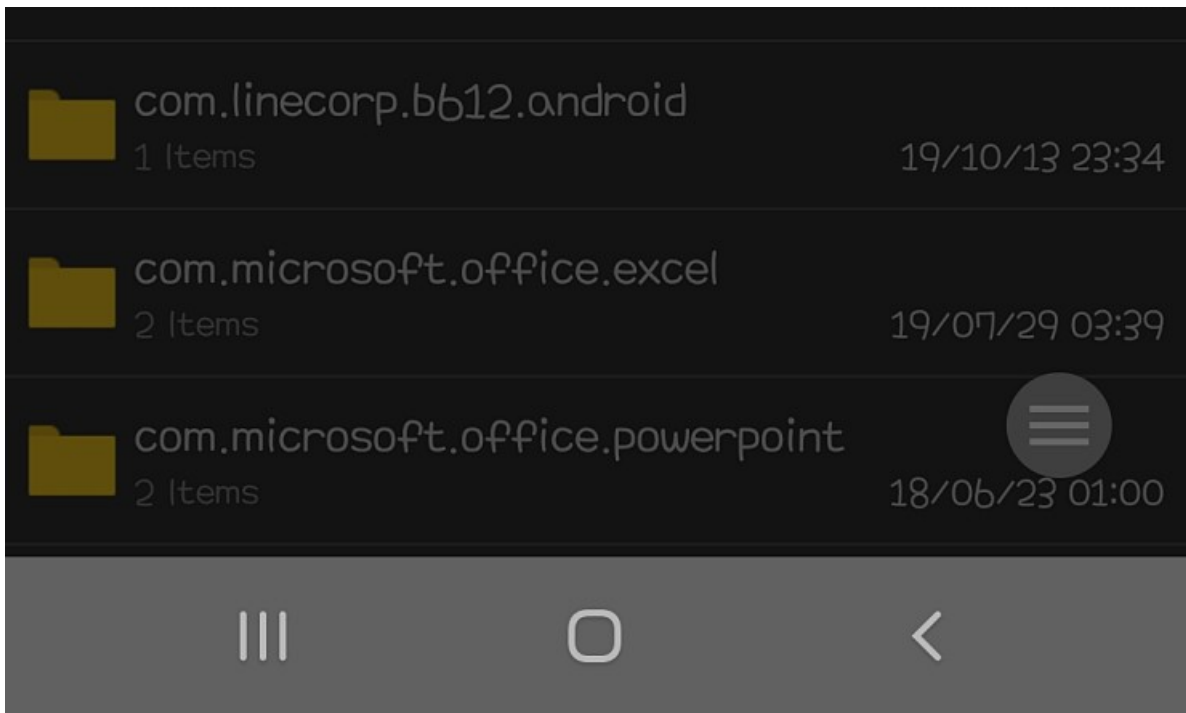 com.linecorp.b612.android
1 Items
19/10/13 23:34
com.microsoft.office.excel
2 Items
19/07/29 03:39
com.microsoft.office.powerpoint
2 Items
18/06/23 01:00